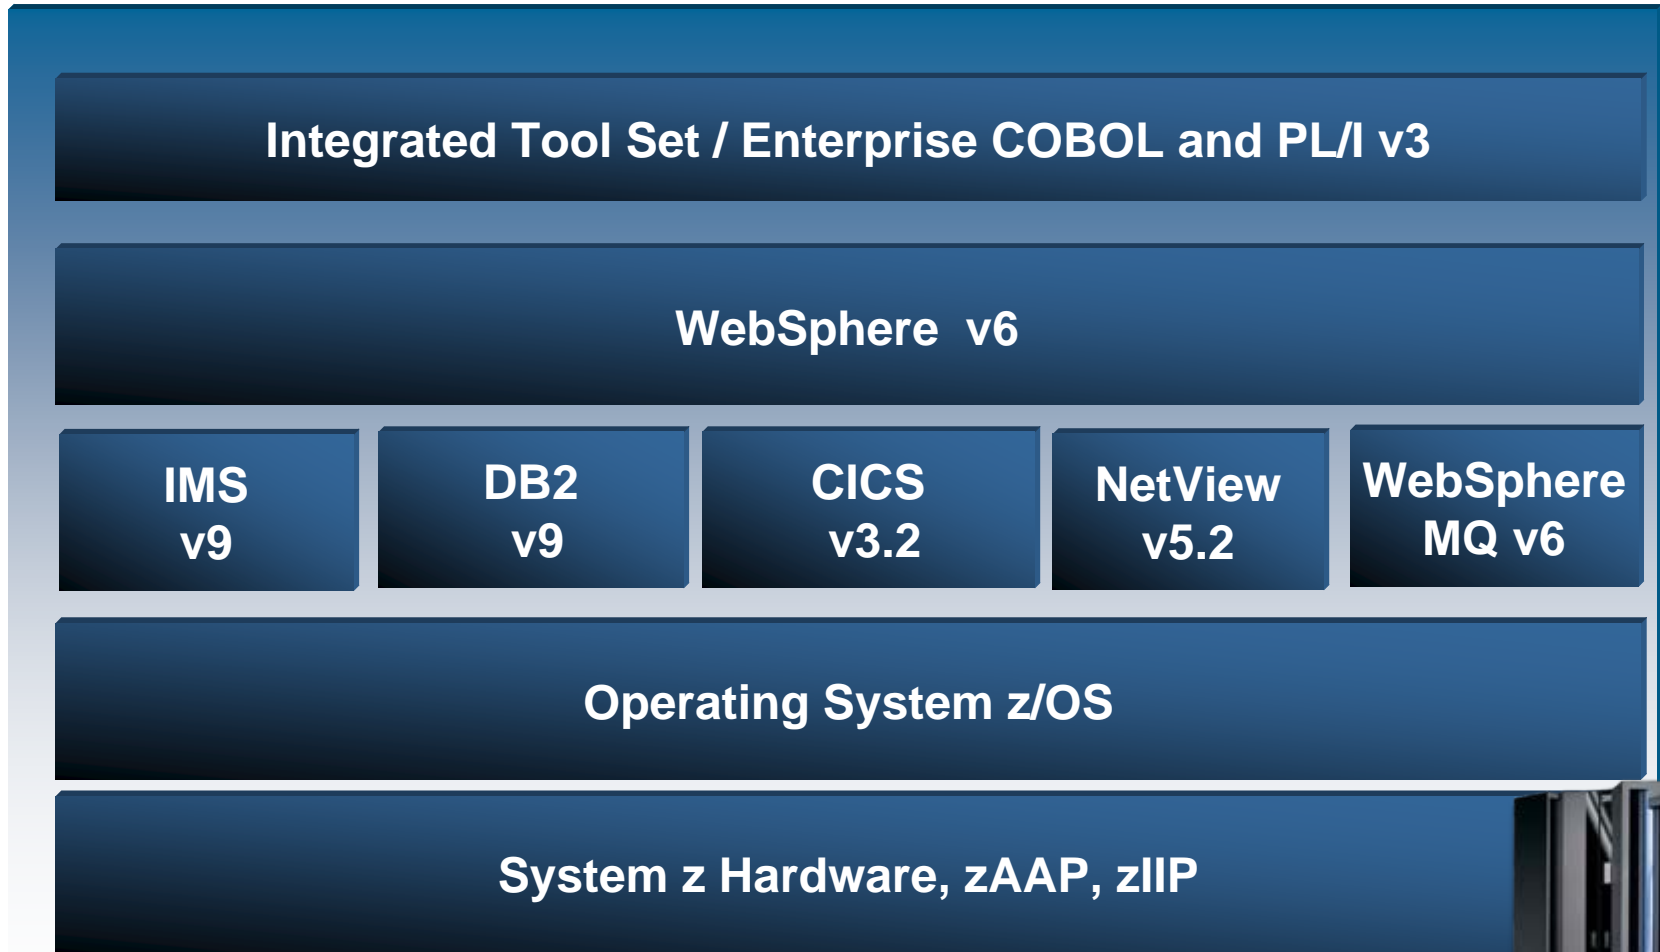 Integrated Tool Set / Enterprise COBOL and PL/I v3
WebSphere  v6
IMS
v9
DB2
v9
CICS
v3.2
NetView
v5.2
WebSphere
MQ v6
Operating System z/OS
System z Hardware, zAAP, zIIP